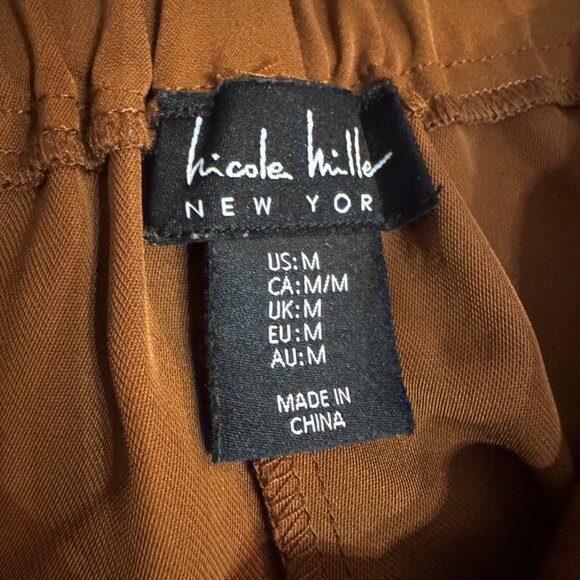 nicole miller
NEW YOR
US: M
CA: M/M
UK: M
EU: M
AU: M
MADE IN
CHINA